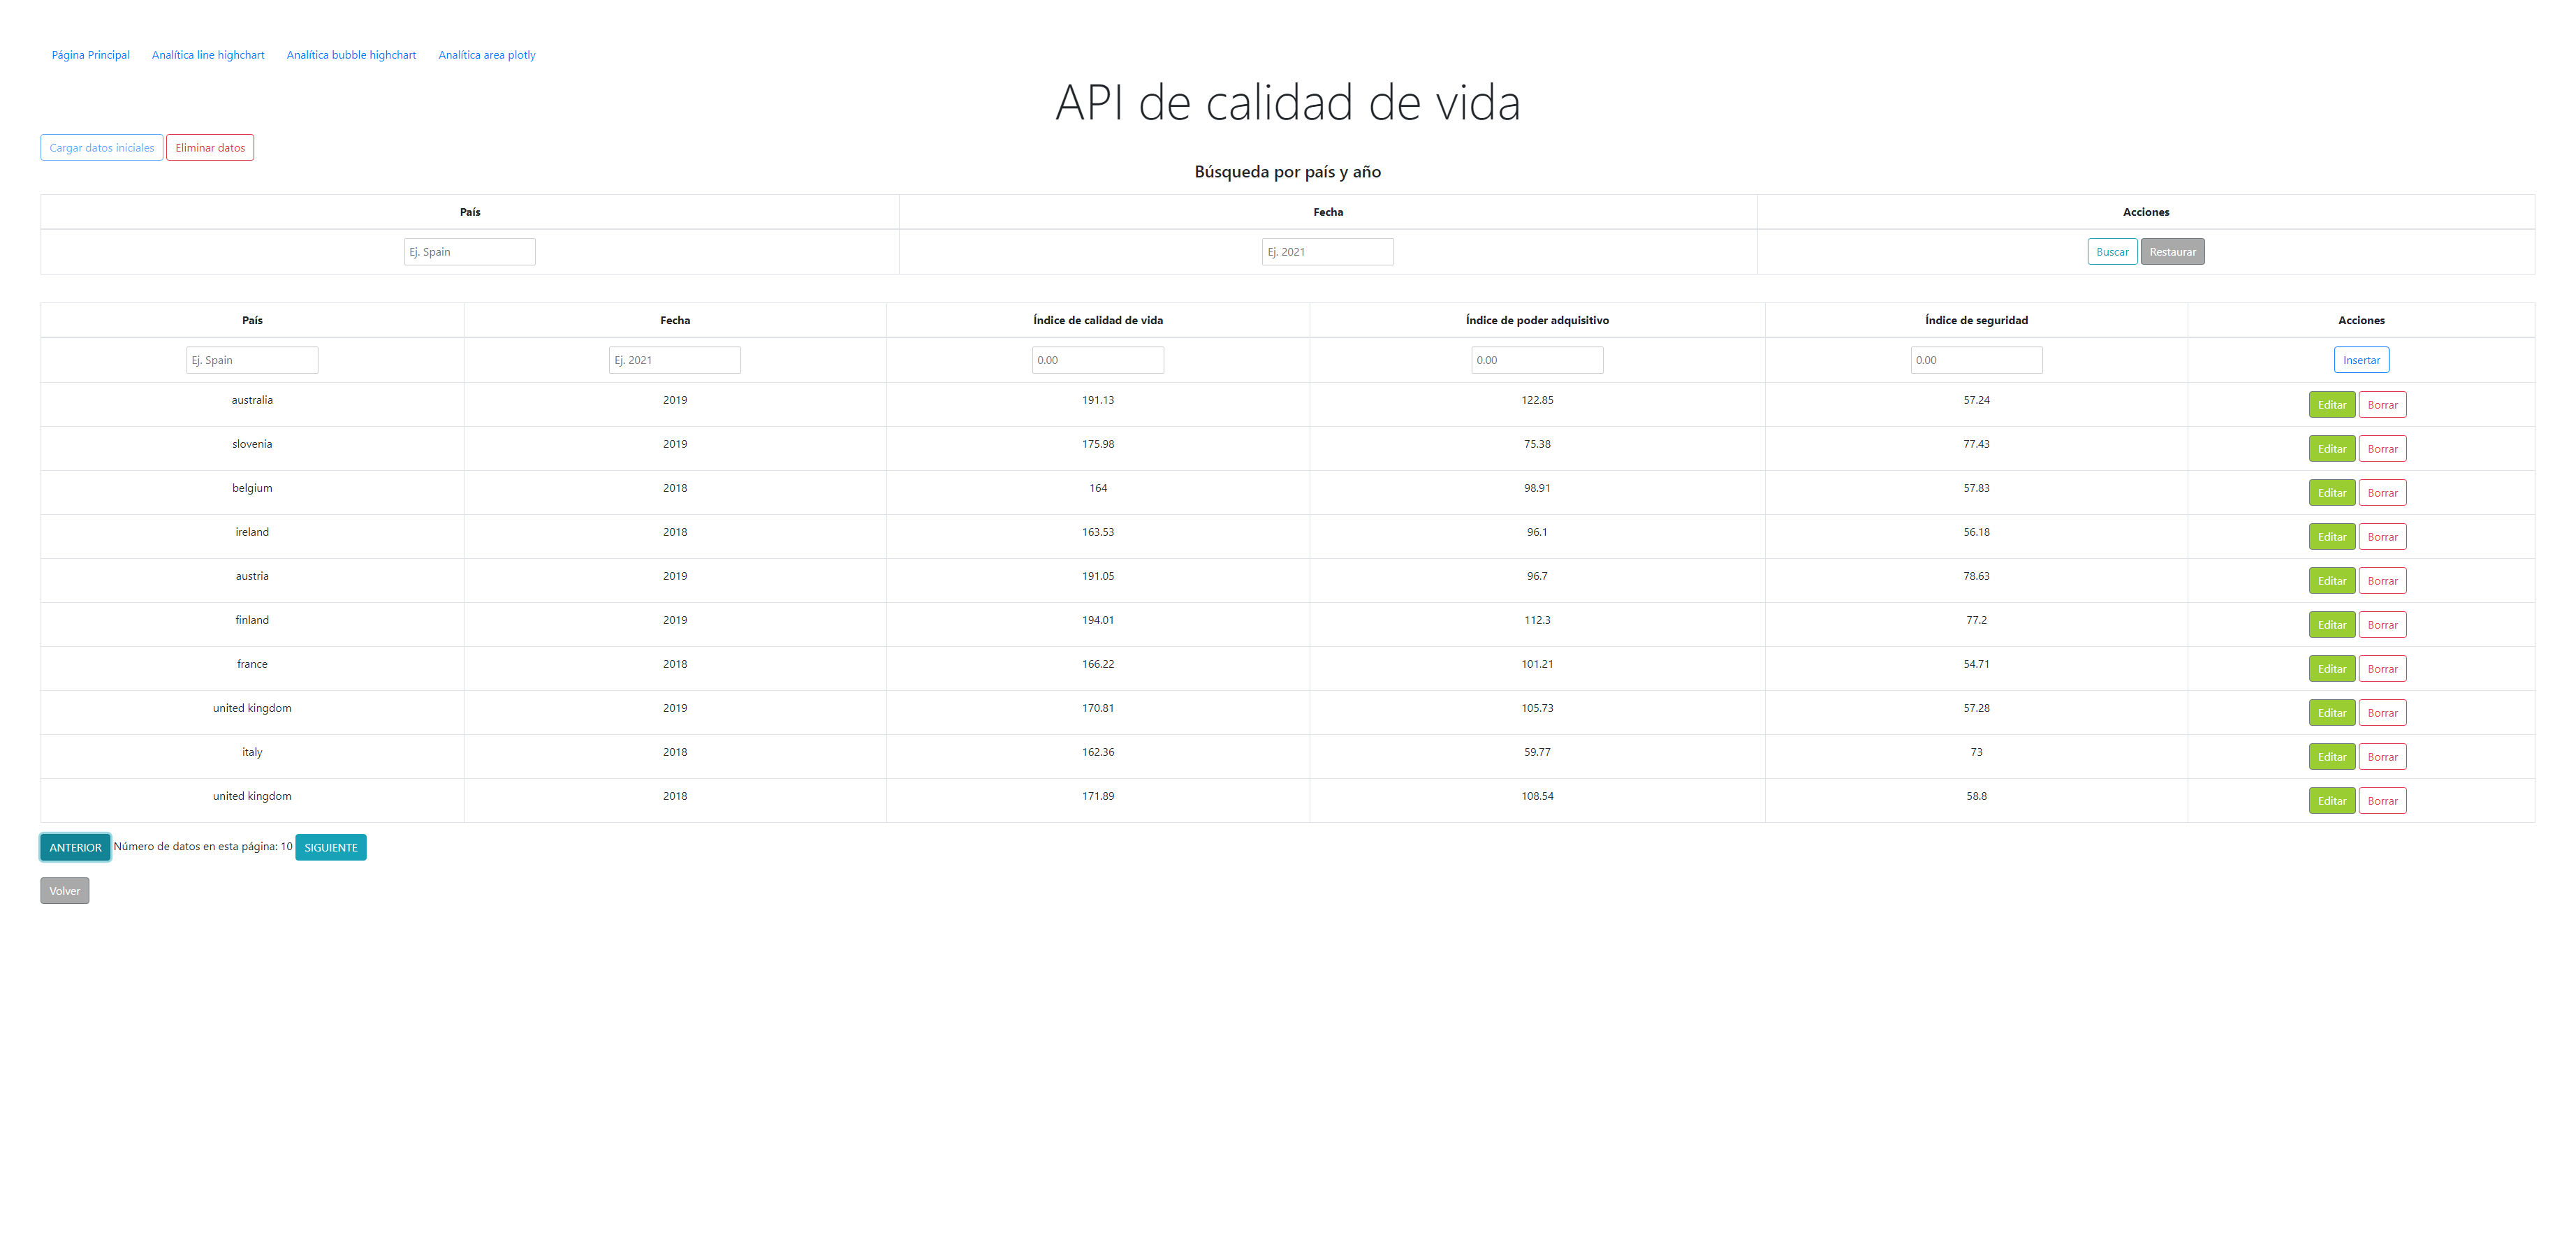 Página Principal Analítica line highchart Analítica bubble highchart Analítica area plotly
API de calidad de vida
Cargar datos iniciales Eliminar datos
Búsqueda por país y año
País Fecha Acciones
Ej. Spain Ej. 2021 Buscar Restaurar
País Fecha Índice de calidad de vida Índice de poder adquisitivo Índice de seguridad Acciones
Ej. Spain Ej. 2021 0.00 0.00 0.00 Insertar
australia 2019 191.13 122.85 57.24 Editar Borrar
slovenia 2019 175.98 75.38 77.43 Editar Borrar
belgium 2018 164 98.91 57.83 Editar Borrar
ireland 2018 163.53 96.1 56.18 Editar Borrar
austria 2019 191.05 96.7 78.63 Editar Borrar
finland 2019 194.01 112.3 77.2 Editar Borrar
france 2018 166.22 101.21 54.71 Editar Borrar
united kingdom 2019 170.81 105.73 57.28 Editar Borrar
italy 2018 162.36 59.77 73 Editar Borrar
united kingdom 2018 171.89 108.54 58.8 Editar Borrar
ANTERIOR Número de datos en esta página: 10 SIGUIENTE
Volver